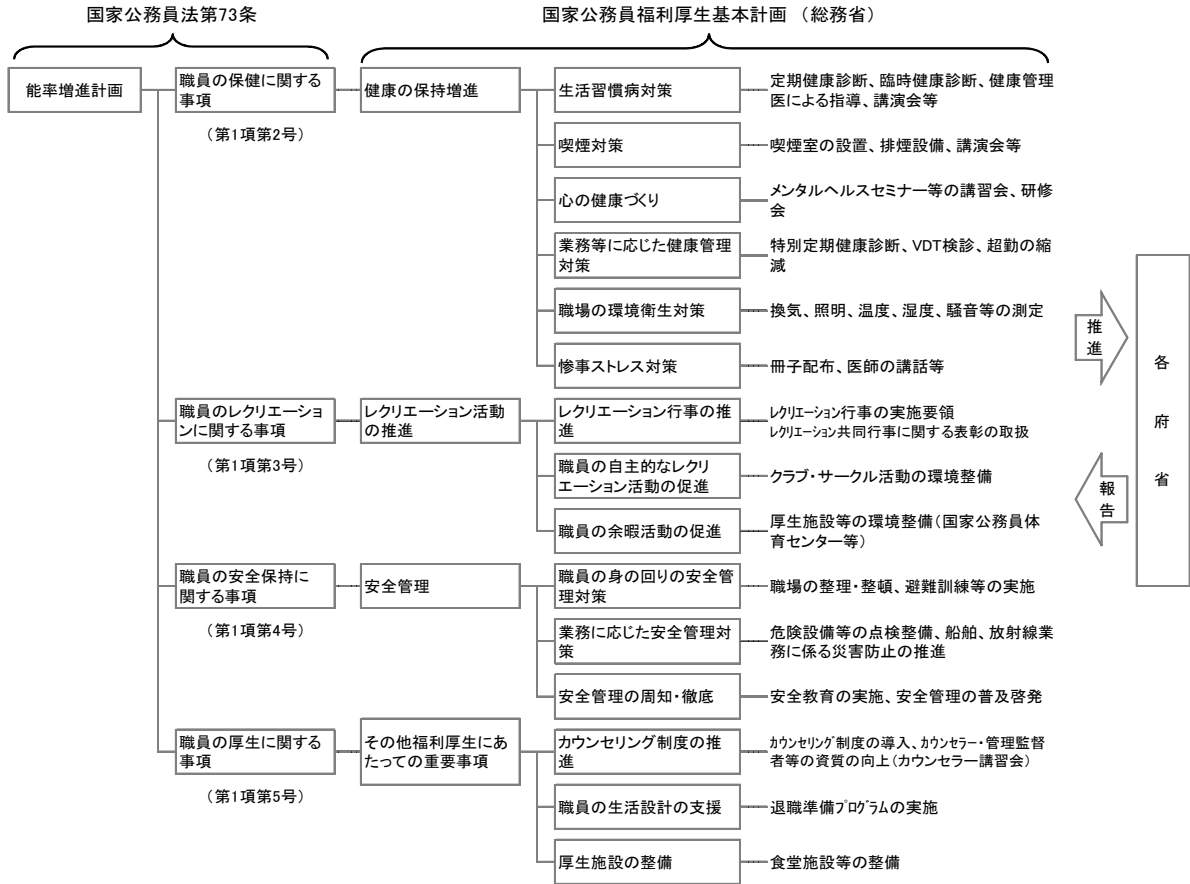 国家公務員法第73条
国家公務員福利厚生基本計画 （総務省）
能率増進計画
職員の保健に関する
事項
（第1項第2号）
健康の保持増進
生活習慣病対策
定期健康診断、臨時健康診断、健康管理
医による指導、講演会等
喫煙対策
喫煙室の設置、排煙設備、講演会等
心の健康づくり
メンタルヘルスセミナー等の講習会、研修
会
業務等に応じた健康管理
対策
特別定期健康診断、VDT検診、超勤の縮
減
職場の環境衛生対策
換気、照明、温度、湿度、騒音等の測定
惨事ストレス対策
冊子配布、医師の講話等
職員のレクリエーショ
ンに関する事項
（第1項第3号）
レクリエーション活動
の推進
レクリエーション行事の推
進
ﾚｸﾘｴｰｼｮﾝ行事の実施要領
ﾚｸﾘｴｰｼｮﾝ共同行事に関する表彰の取扱
職員の自主的なレクリ
エーション活動の促進
クラブ・サークル活動の環境整備
職員の余暇活動の促進
厚生施設等の環境整備（国家公務員体
育センター等）
職員の安全保持に
関する事項
（第1項第4号）
安全管理
職員の身の回りの安全管
理対策
職場の整理・整頓、避難訓練等の実施
業務に応じた安全管理対
策
危険設備等の点検整備、船舶、放射線業
務に係る災害防止の推進
安全管理の周知・徹底
安全教育の実施、安全管理の普及啓発
職員の厚生に関する
事項
（第1項第5号）
その他福利厚生にあ
たっての重要事項
カウンセリング制度の推
進
ｶｳﾝｾﾘﾝｸﾞ制度の導入、ｶｳﾝｾﾗｰ・管理監督
者等の資質の向上（カウンセラー講習会）
職員の生活設計の支援
退職準備ﾌﾟﾛｸﾞﾗﾑの実施
厚生施設の整備
食堂施設等の整備
推
進
報
告
各
府
省